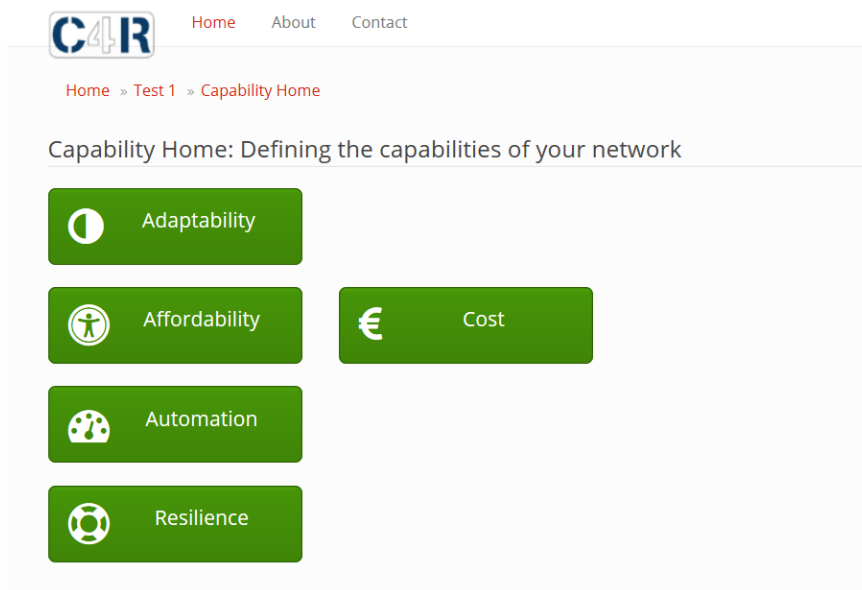 C4R Home About Contact
Home » Test 1 » Capability Home
Capability Home: Defining the capabilities of your network
Adaptability
Affordability € Cost
Automation
Resilience